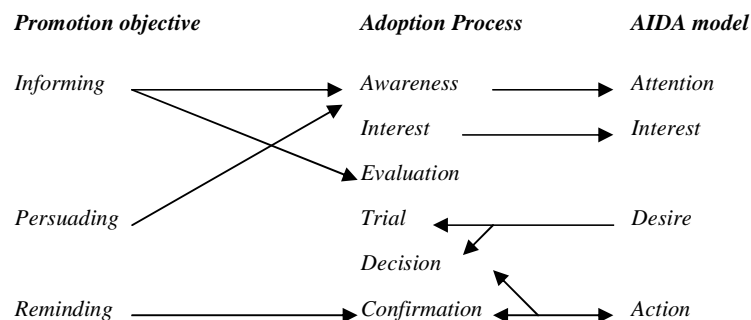 Promotion objective Adoption Process AIDA model
Informing Awareness Attention
Interest Interest
Evaluation
Persuading Trial Desire
Decision
Reminding Confirmation Action